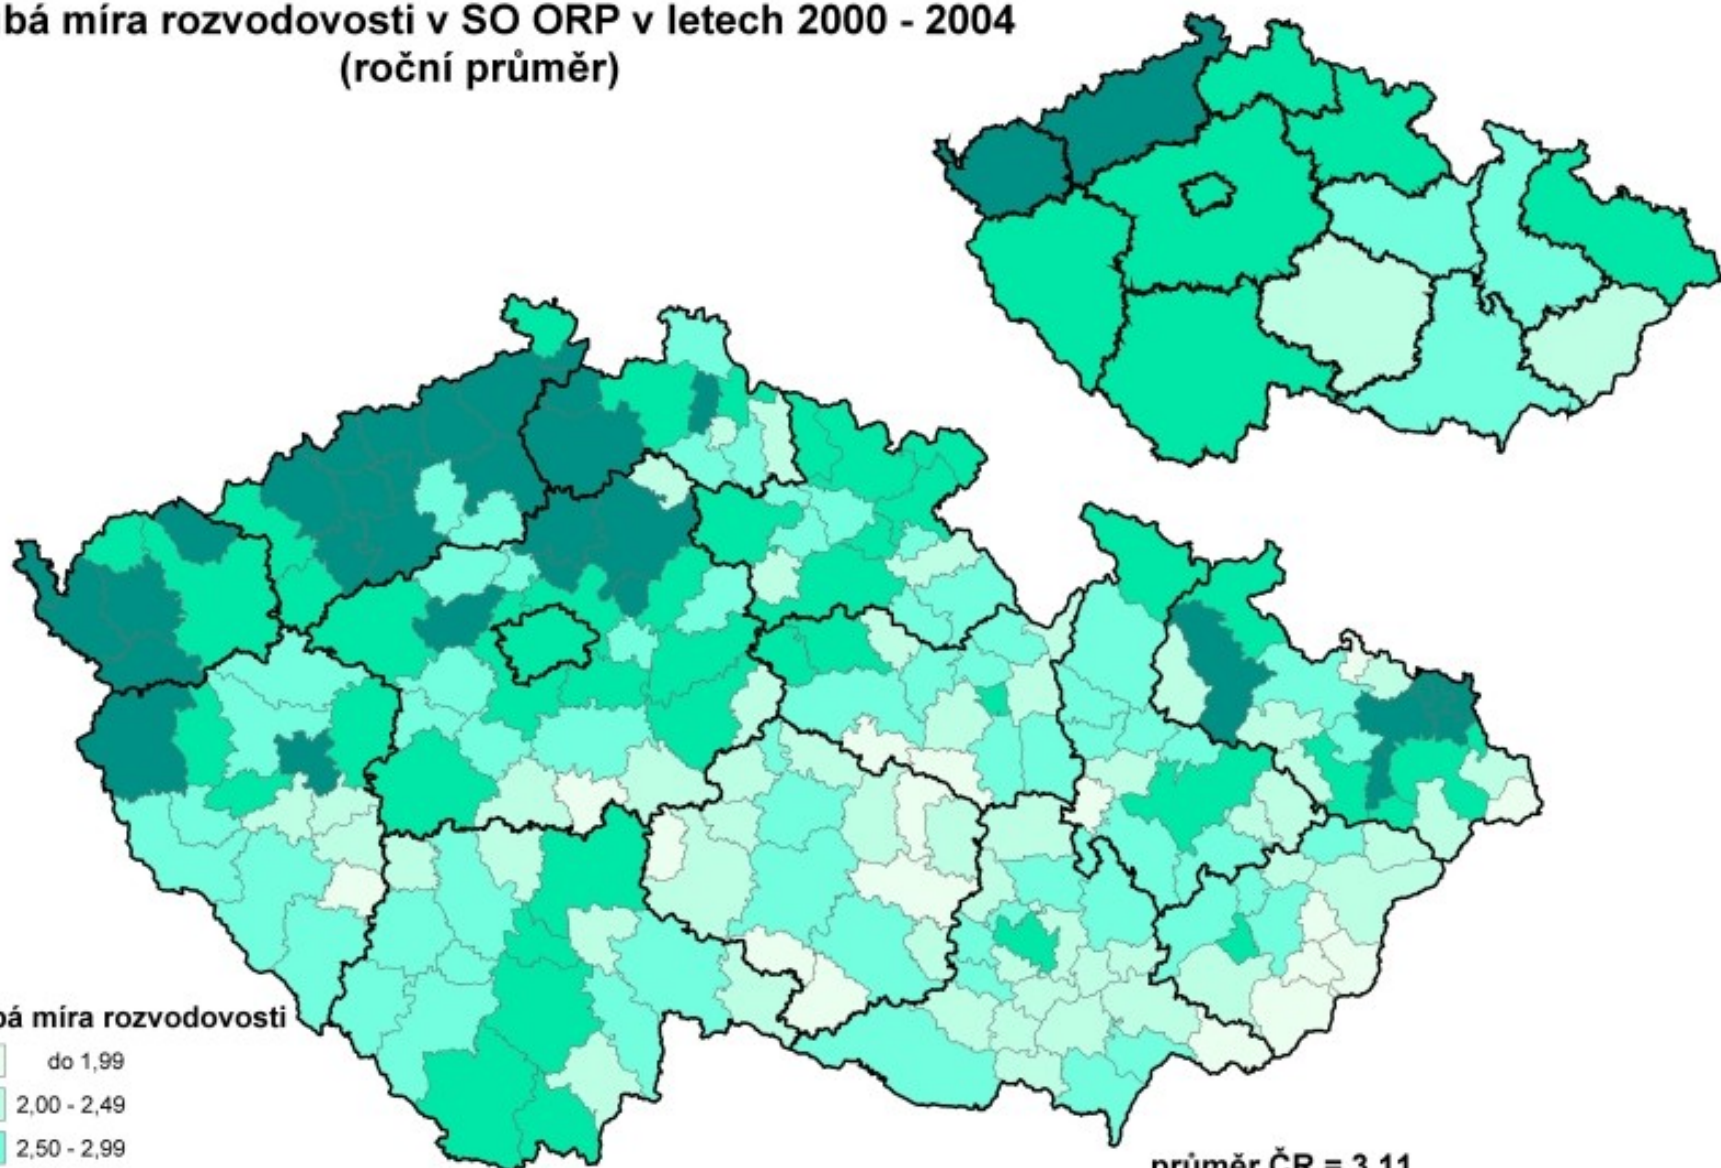 bá míra rozvodovosti v SO ORP v letech 2000 - 2004
(roční průměr)
bá míra rozvodovosti
do 1,99
2,00 - 2,49
2,50 - 2,99
průměr ČR = 3,11